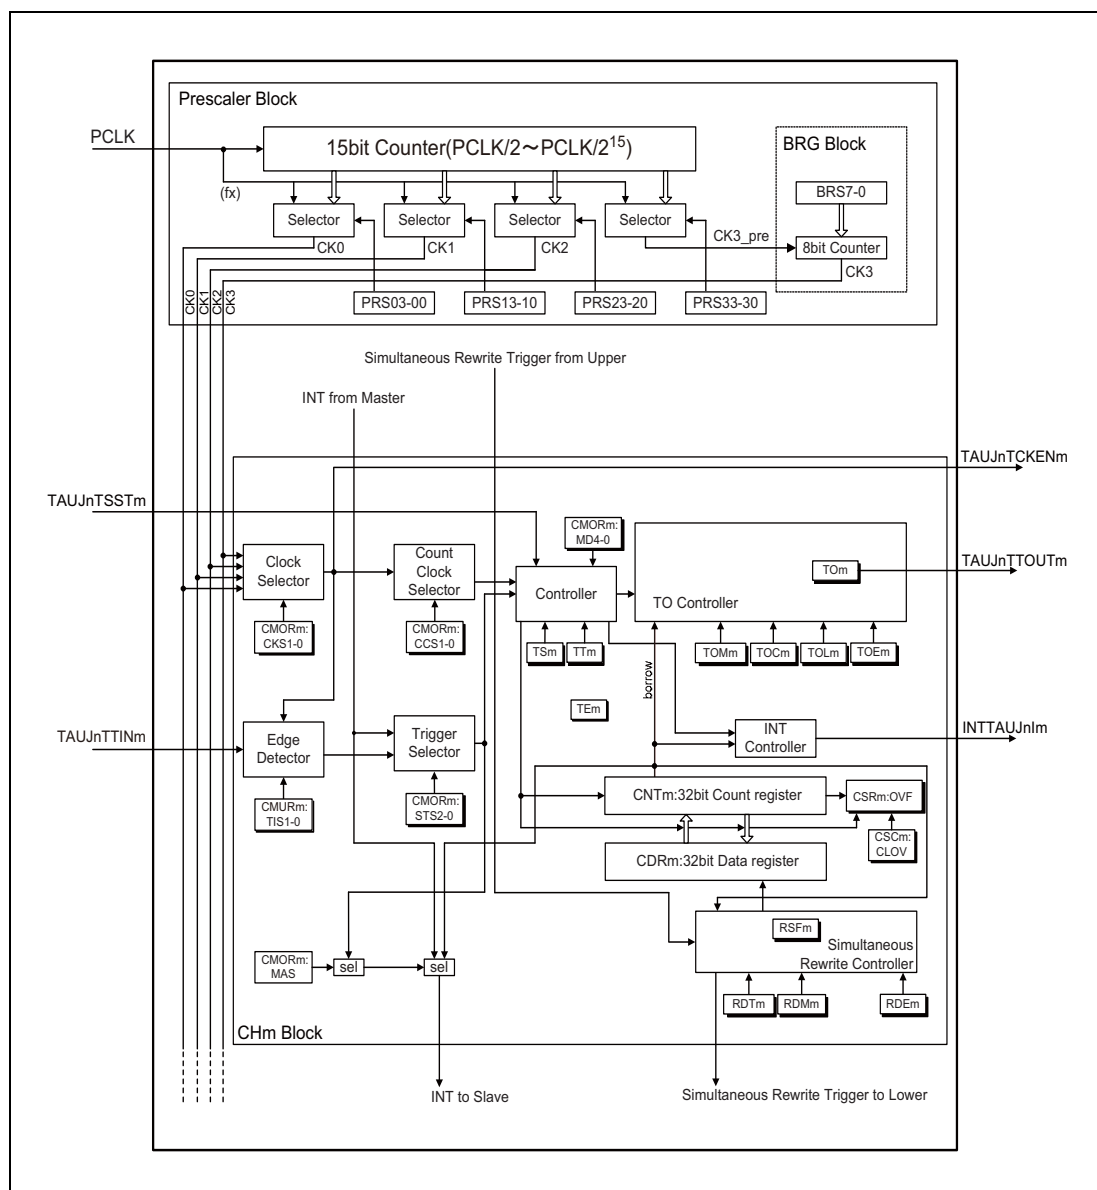 Prescaler Block
PCLK
15bit Counter(PCLK/2～PCLK/2¹⁵)
BRG Block
(fx)
BRS7-0
Selector
Selector
Selector
Selector
CK3_pre
8bit Counter
CK0
CK1
CK2
CK3
CK0
CK1
CK2
CK3
PRS03-00
PRS13-10
PRS23-20
PRS33-30
Simultaneous Rewrite Trigger from Upper
INT from Master
TAUJnTCKENm
TAUJnTSSTm
CMORm:
MD4-0
Clock
Selector
Count
Clock
Selector
Controller
TOm
TAUJnTTOUTm
TO Controller
CMORm:
CKS1-0
CMORm:
CCS1-0
TSm
TTm
TOMm
TOCm
TOLm
TOEm
borrow
TEm
TAUJnTTINm
Edge
Detector
Trigger
Selector
INT
Controller
INTTAUJnIm
CMURm:
TIS1-0
CMORm:
STS2-0
CNTm:32bit Count register
CSRm:OVF
CSCm:
CLOV
CDRm:32bit Data register
RSFm
Simultaneous
Rewrite Controller
CMORm:
MAS
sel
sel
RDTm
RDMm
RDEm
CHm Block
INT to Slave
Simultaneous Rewrite Trigger to Lower